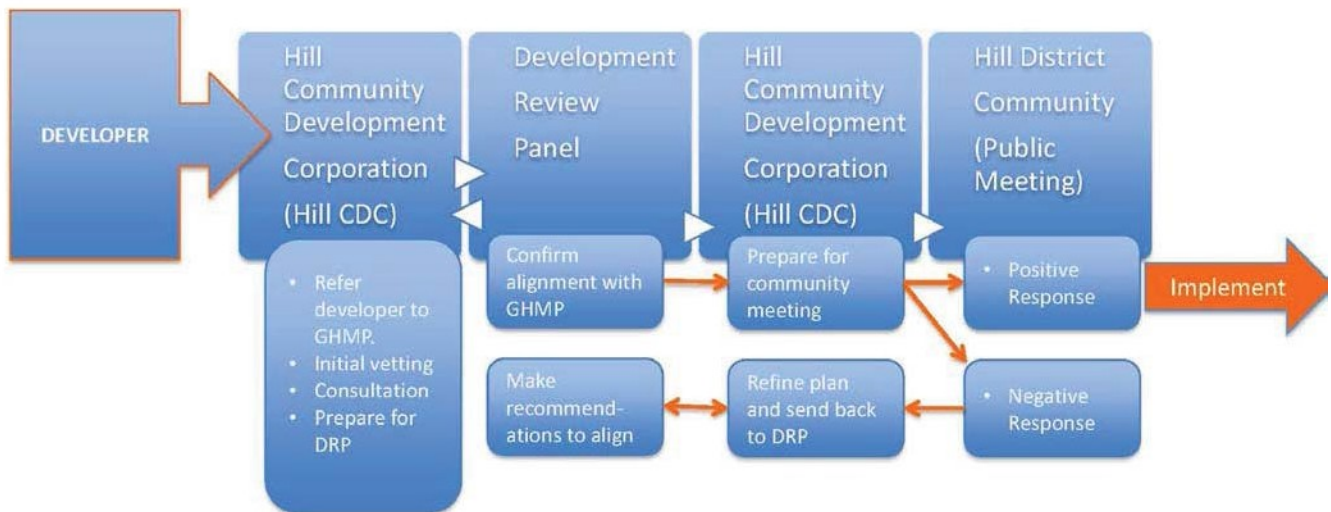 DEVELOPER
Hill
Community
Development
Corporation
(Hill CDC)
• Refer
developer to
GHMP.
• Initial vetting
• Consultation
• Prepare for
DRP
Development
Review
Panel
Confirm
alignment with
GHMP
Make
recommend-
ations to align
Hill
Community
Development
Corporation
(Hill CDC)
Prepare for
community
meeting
Refine plan
and send back
to DRP
Hill District
Community
(Public
Meeting)
• Positive
Response
• Negative
Response
Implement